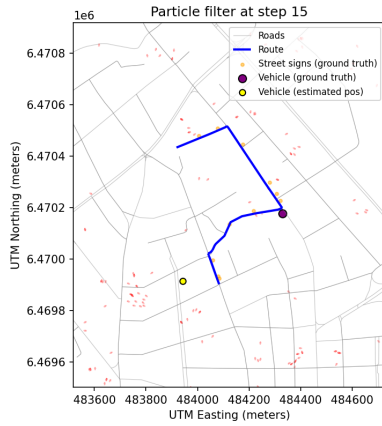 Particle filter at step 15
1e6
Roads
Route
Street signs (ground truth)
Vehicle (ground truth)
Vehicle (estimated pos)
6.4708
6.4706
6.4704
6.4702
6.4700
6.4698
6.4696
UTM Northing (meters)
483600 483800 484000 484200 484400 484600
UTM Easting (meters)